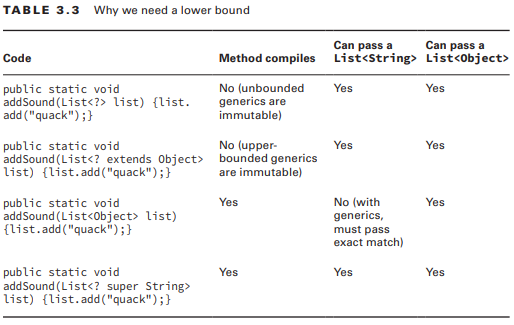 TABLE 3.3 Why we need a lower bound
Can pass a Can pass a
Code Method compiles List<String> List<Object>
public static void No (unbounded Yes Yes
addSound(List<?> list) {list. generics are
add("quack");} immutable)
public static void No (upper- Yes Yes
addSound(List<? extends Object> bounded generics
list) {list.add("quack");} are immutable)
public static void Yes No (with Yes
addSound(List<Object> list) generics,
{list.add("quack");} must pass
exact match)
public static void Yes Yes Yes
addSound(List<? super String>
list) {list.add("quack");}